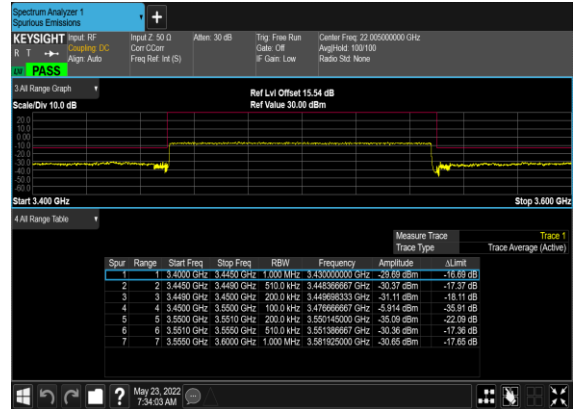 Spectrum Analyzer 1
Spurious Emissions
KEYSIGHT Input: RF Input Z: 50 Ω Atten: 30 dB Trig: Free Run Center Freq: 22.005000000 GHz
R T Coupling: DC Corr CCorr Gate: Off Avg|Hold: 100/100
Align: Auto Freq Ref: Int (S) IF Gain: Low Radio Std: None
PASS
3 All Range Graph Ref Lvl Offset 15.54 dB
Scale/Div 10.0 dB Ref Value 30.00 dBm
20.0
10.0
0.00
-10.0
-20.0
-30.0
-40.0
-50.0
-60.0
Start 3.400 GHz Stop 3.600 GHz
4 All Range Table
Measure Trace Trace 1
Trace Type Trace Average (Active)
Spur Range Start Freq Stop Freq RBW Frequency Amplitude ΔLimit
1 1 3.4000 GHz 3.4450 GHz 1.000 MHz 3.430000000 GHz -29.69 dBm -16.69 dB
2 2 3.4450 GHz 3.4490 GHz 510.0 kHz 3.448366667 GHz -30.37 dBm -17.37 dB
3 3 3.4490 GHz 3.4500 GHz 200.0 kHz 3.449698333 GHz -31.11 dBm -18.11 dB
4 4 3.4500 GHz 3.5500 GHz 100.0 kHz 3.476666667 GHz -5.914 dBm -35.91 dB
5 5 3.5500 GHz 3.5510 GHz 200.0 kHz 3.550145000 GHz -35.09 dBm -22.09 dB
6 6 3.5510 GHz 3.5550 GHz 510.0 kHz 3.551386667 GHz -30.36 dBm -17.36 dB
7 7 3.5550 GHz 3.6000 GHz 1.000 MHz 3.581925000 GHz -30.65 dBm -17.65 dB
May 23, 2022
7:34:03 AM